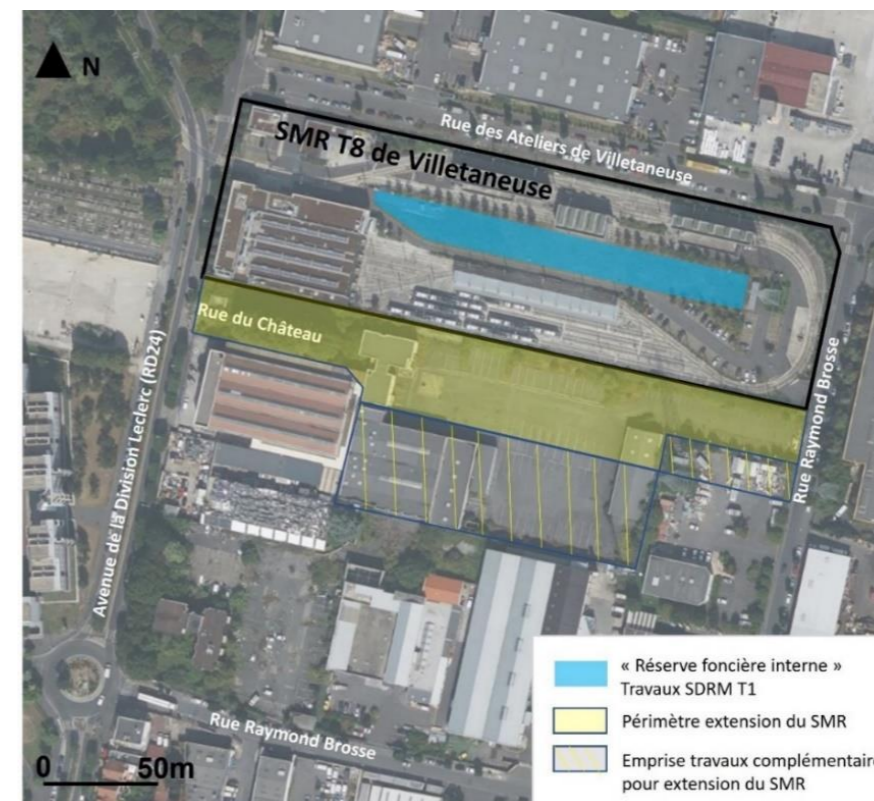 N
Rue des Ateliers de Villetaneuse
SMR T8 de Villetaneuse
Rue du Château
Avenue de la Division Leclerc (RD24)
Rue Raymond Brosse
Rue Raymond Brosse
0 50m
« Réserve foncière interne »
Travaux SDRM T1
Périmètre extension du SMR
Emprise travaux complémentaire
pour extension du SMR